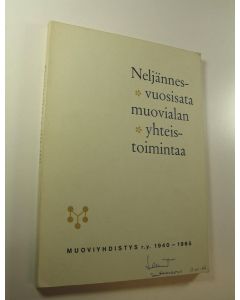 Neljännes-
vuosisata
muovialan
yhteis-
toimintaa
MUOVIYHDISTYS r.y. 1940 – 1965